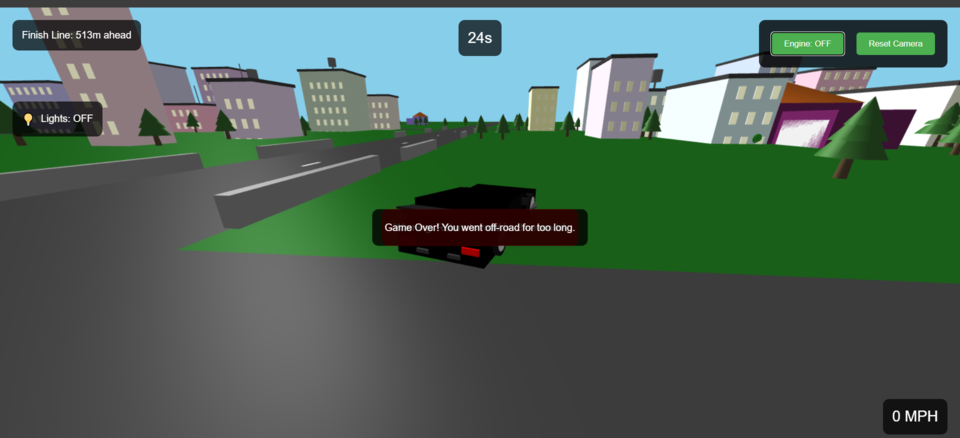 Finish Line: 513m ahead
24s
Engine: OFF
Reset Camera
Lights: OFF
Game Over! You went off-road for too long.
0 MPH